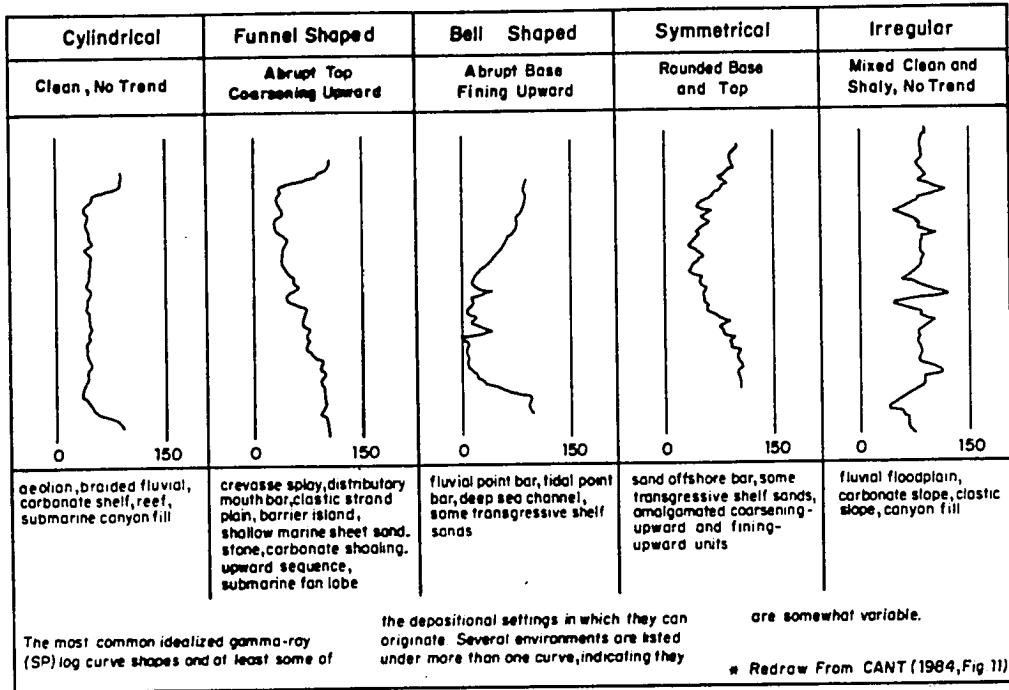 Cylindrical
Clean, No Trend
0 150
aeolian, braided fluvial,
carbonate shelf, reef,
submarine canyon fill
Funnel Shaped
Abrupt Top
Coarsening Upward
0 150
crevasse splay, distributary
mouth bar, clastic strand
plain, barrier island,
shallow marine sheet sand.
stone, carbonate shoaling.
upward sequence,
submarine fan lobe
Bell Shaped
Abrupt Base
Fining Upward
0 150
fluvial point bar, tidal point
bar, deep sea channel,
some transgressive shelf
sands
Symmetrical
Rounded Base
and Top
0 150
sand offshore bar, some
transgressive shelf sands,
amalgamated coarsening-
upward and fining-
upward units
Irregular
Mixed Clean and
Shaly, No Trend
0 150
fluvial floodplain,
carbonate slope, clastic
slope, canyon fill
The most common idealized gamma-ray
(SP) log curve shapes and at least some of
the depositional settings in which they can
originate Several environments are listed
under more than one curve, indicating they
are somewhat variable.
* Redraw From CANT (1984, Fig 11)